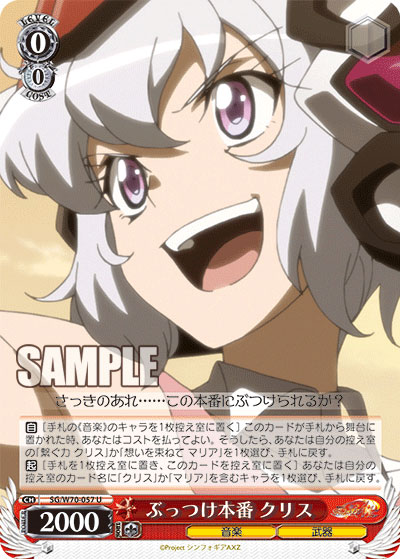 LEVEL
0
0
COST
SAMPLE
さっきのあれ……この本番にぶつけられるか？
自［手札の《音楽》のキャラを1枚控え室に置く］このカードが手札から舞台に
置かれた時、あなたはコストを払ってよい。そうしたら、あなたは自分の控え室
の「繋ぐ力 クリス」か「想いを束ねて マリア」を1枚選び、手札に戻す。
起［手札を1枚控え室に置き、このカードを控え室に置く］あなたは自分の控え
室のカード名に「クリス」か「マリア」を含むキャラを1枚選び、手札に戻す。
CH SG/W70-057 U
2000
ぶっつけ本番 クリス
音楽 武器
©Project シンフォギアAXZ